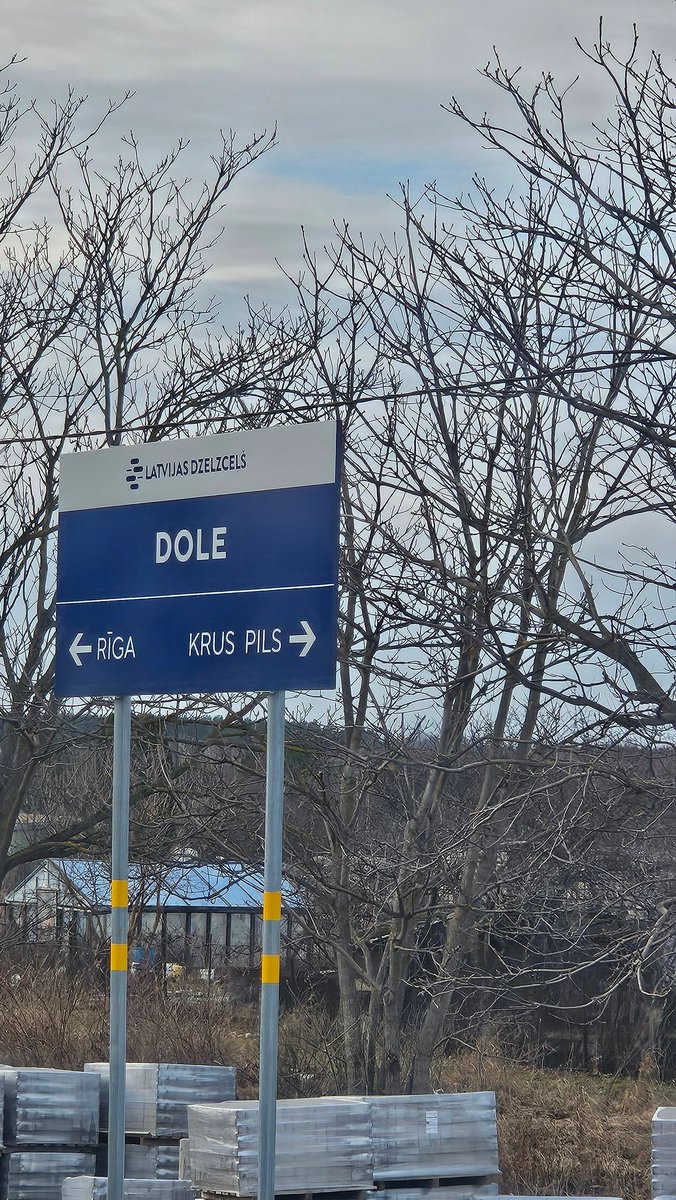 LATVIJAS DZELZCEĻŠ
DOLE
← RĪGA KRUS PILS →